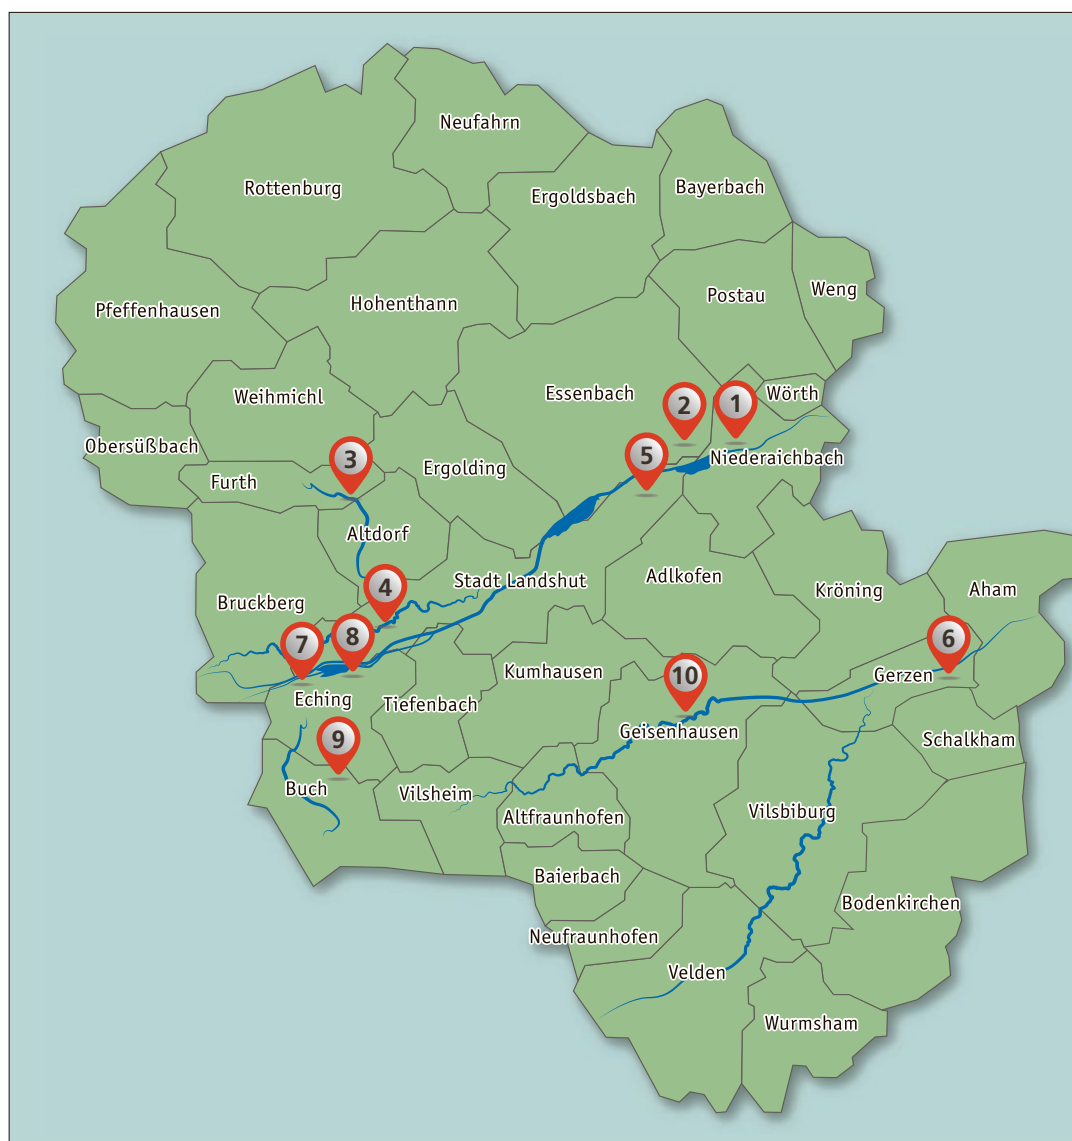 Neufahrn
Rottenburg
Bayerbach
Ergoldsbach
Weng
Postau
Hohenthann
Pfeffenhausen
Essenbach
Wörth
Weihmichl
2
1
Obersüßbach
5
Niederaichbach
3
Ergolding
Furth
Altdorf
Adlkofen
Stadt Landshut
4
Kröning
Aham
Bruckberg
8
7
6
Kumhausen
Gerzen
10
Eching
Tiefenbach
Geisenhausen
9
Schalkham
Buch
Vilsheim
Altfraunhofen
Vilsbiburg
Baierbach
Bodenkirchen
Neufraunhofen
Velden
Wurmsham